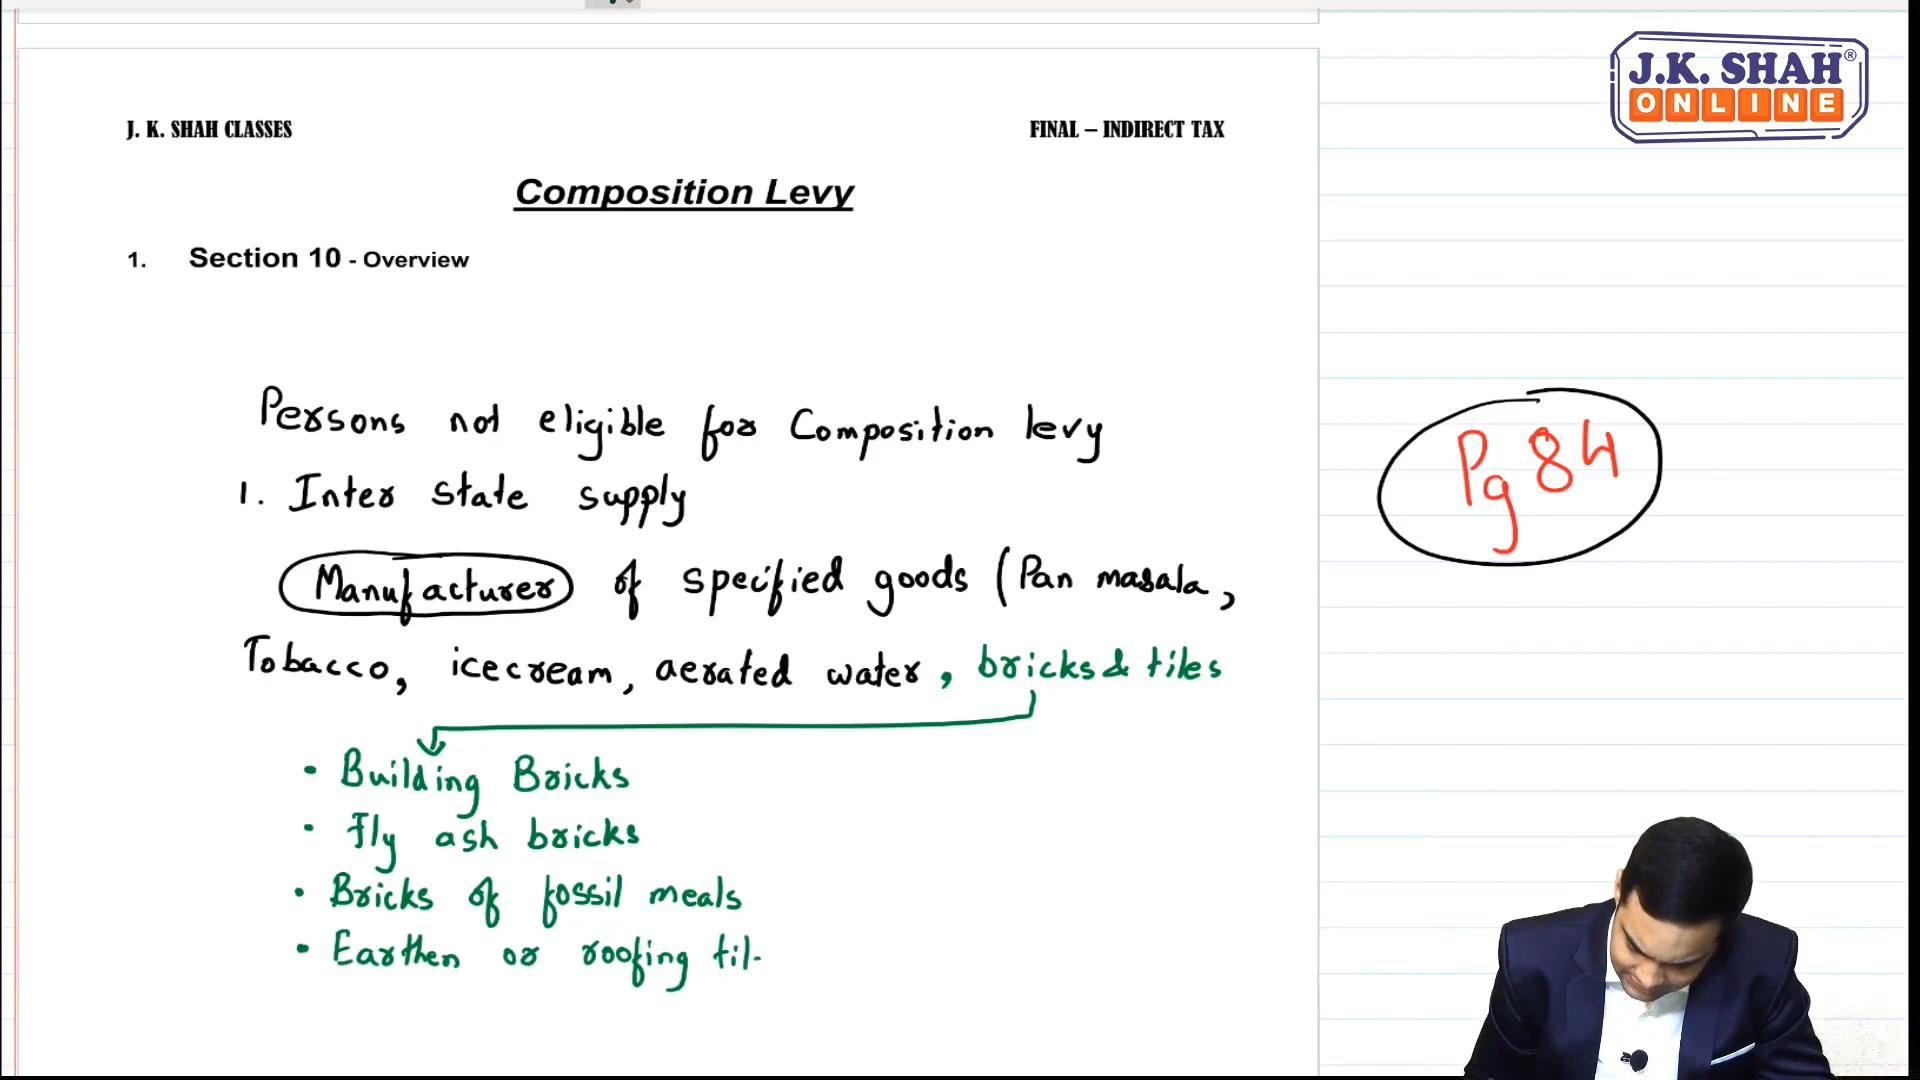 J.K. SHAH®
ONLINE
J. K. SHAH CLASSES FINAL – INDIRECT TAX
Composition Levy
1. Section 10 - Overview
Persons not eligible for Composition levy
1. Inter state supply
Manufacturer of specified goods (Pan masala,
Tobacco, icecream, aerated water, bricks & tiles
• Building Bricks
• Fly ash bricks
• Bricks of fossil meals
• Earthen or roofing til
Pg 84